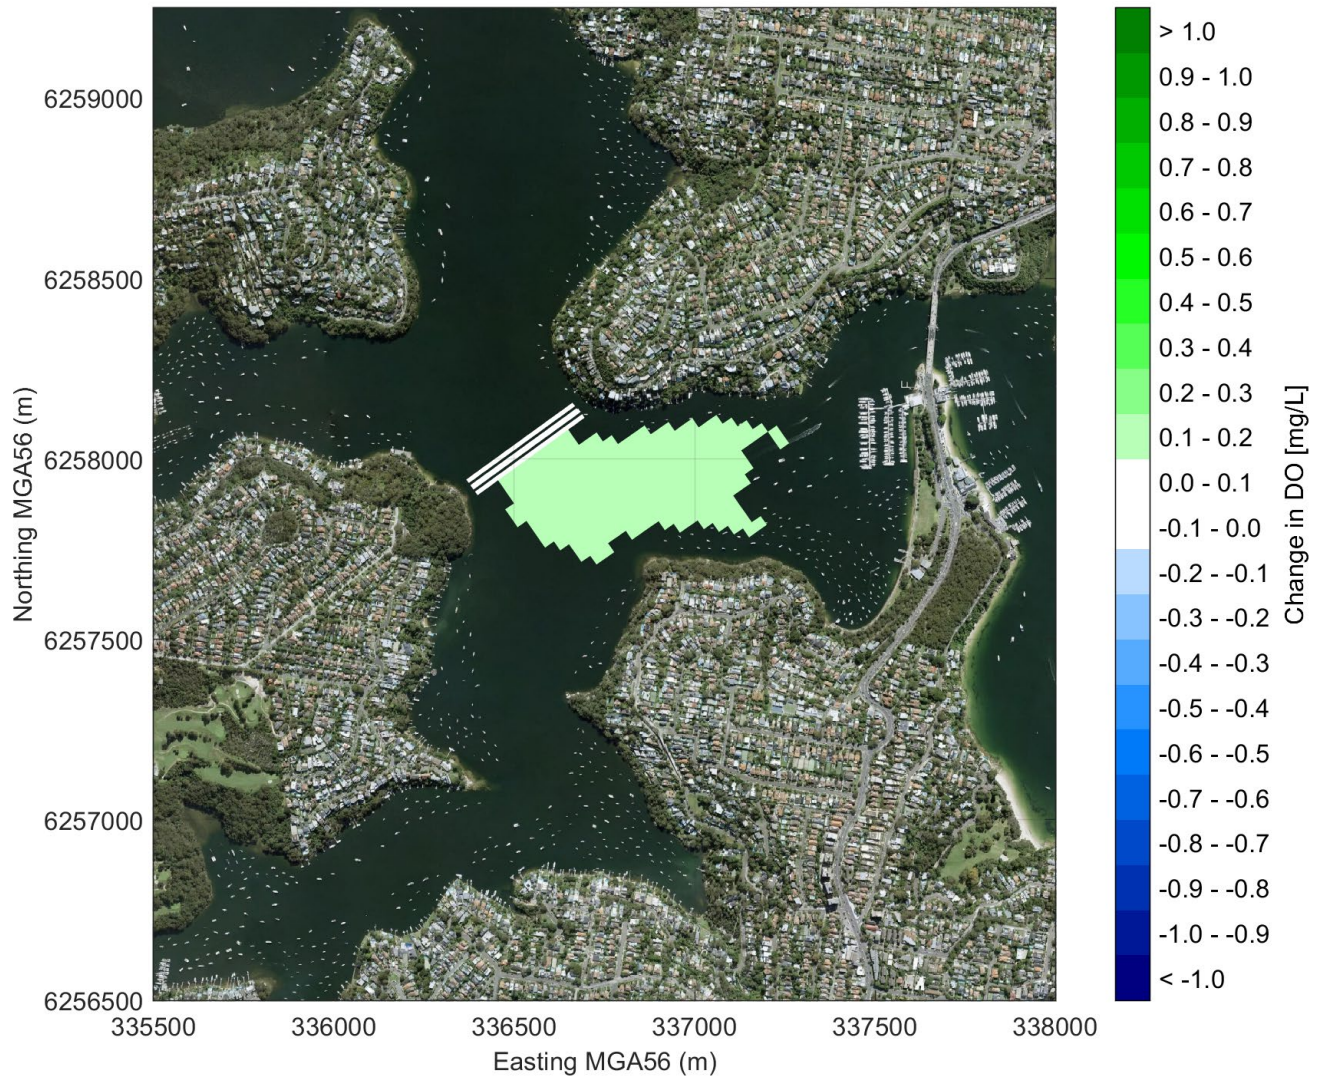 6259000
6258500
6258000
6257500
6257000
6256500
Northing MGA56 (m)
335500 336000 336500 337000 337500 338000
Easting MGA56 (m)
> 1.0
0.9 - 1.0
0.8 - 0.9
0.7 - 0.8
0.6 - 0.7
0.5 - 0.6
0.4 - 0.5
0.3 - 0.4
0.2 - 0.3
0.1 - 0.2
0.0 - 0.1
-0.1 - 0.0
-0.2 - -0.1
-0.3 - -0.2
-0.4 - -0.3
-0.5 - -0.4
-0.6 - -0.5
-0.7 - -0.6
-0.8 - -0.7
-0.9 - -0.8
-1.0 - -0.9
< -1.0
Change in DO [mg/L]